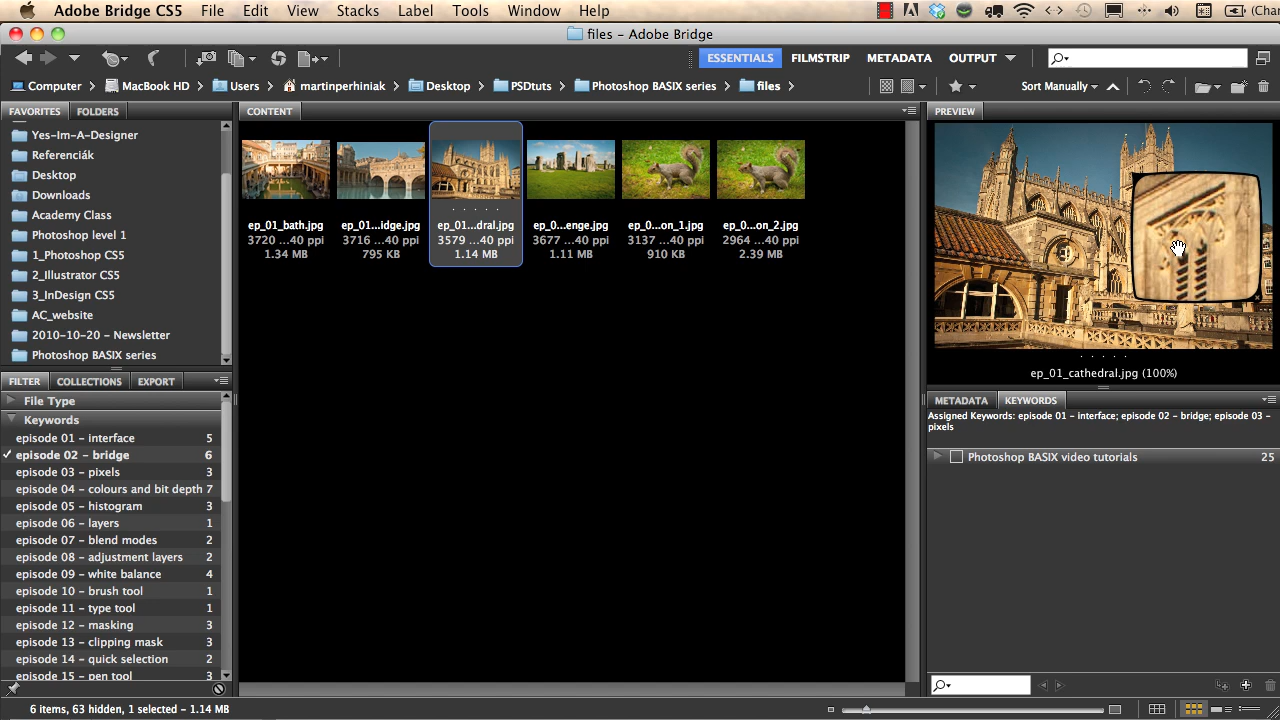 Adobe Bridge CS5 File Edit View Stacks Label Tools Window Help (Char
files – Adobe Bridge
ESSENTIALS FILMSTRIP METADATA OUTPUT
Computer MacBook HD Users martinperhiniak Desktop PSDtuts Photoshop BASIX series files Sort Manually
FAVORITES FOLDERS
Yes-Im-A-Designer
Referenciák
Desktop
Downloads
Academy Class
Photoshop level 1
1_Photoshop CS5
2_Illustrator CS5
3_InDesign CS5
AC_website
2010-10-20 – Newsletter
Photoshop BASIX series
FILTER COLLECTIONS EXPORT
File Type
Keywords
episode 01 – interface 5
episode 02 – bridge 6
episode 03 – pixels 3
episode 04 – colours and bit depth 7
episode 05 – histogram 3
episode 06 – layers 1
episode 07 – blend modes 2
episode 08 – adjustment layers 2
episode 09 – white balance 4
episode 10 – brush tool 1
episode 11 – type tool 1
episode 12 – masking 3
episode 13 – clipping mask 3
episode 14 – quick selection 2
episode 15 – pen tool 3
CONTENT
ep_01_bath.jpg ep_01...idge.jpg ep_01...dral.jpg ep_0...enge.jpg ep_0...on_1.jpg ep_0...on_2.jpg
3720 ...40 ppi 3716 ...40 ppi 3579 ...40 ppi 3677 ...40 ppi 3137 ...40 ppi 2964 ...40 ppi
1.34 MB 795 KB 1.14 MB 1.11 MB 910 KB 2.39 MB
PREVIEW
ep_01_cathedral.jpg (100%)
METADATA KEYWORDS
Assigned Keywords: episode 01 – interface; episode 02 – bridge; episode 03 –
pixels
Photoshop BASIX video tutorials 25
6 items, 63 hidden, 1 selected – 1.14 MB